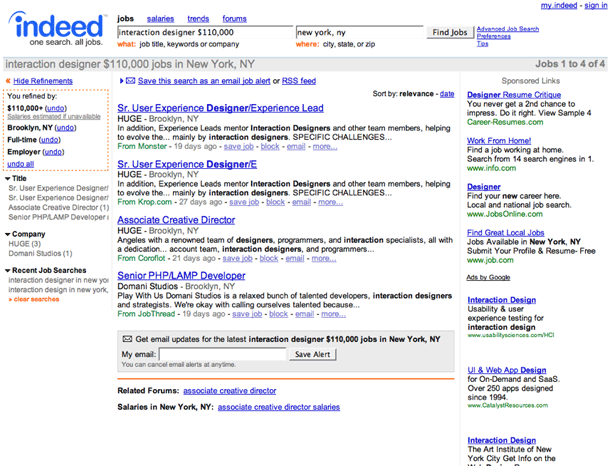 my.indeed - sign in
indeed
one search. all jobs.
jobs salaries trends forums
interaction designer $110,000
new york, ny
Find Jobs
Advanced Job Search
Preferences
Tips
what: job title, keywords or company
where: city, state, or zip
interaction designer $110,000 jobs in New York, NY
Jobs 1 to 4 of 4
« Hide Refinements
You refined by:
$110,000+ (undo)
Salaries estimated if unavailable
Brooklyn, NY (undo)
Full-time (undo)
Employer (undo)
undo all
Title
Sr. User Experience Designer/
Sr. User Experience Designer/
Associate Creative Director (1)
Senior PHP/LAMP Developer
Company
HUGE (3)
Domani Studios (1)
Recent Job Searches
interaction designer in new yor
interaction design in new york,
» clear searches
Save this search as an email job alert or RSS feed
Sort by: relevance - date
Sr. User Experience Designer/Experience Lead
HUGE - Brooklyn, NY
In addition, Experience Leads mentor Interaction Designers and other team members, helping
to evolve the... mainly by interaction designers. SPECIFIC CHALLENGES...
From Monster - 19 days ago - save job - block - email - more...
Sr. User Experience Designer/E
HUGE - Brooklyn, NY
In addition, Experience Leads mentor Interaction Designers and other team members, helping
to evolve the... mainly by interaction designers. SPECIFIC CHALLENGES...
From Krop.com - 27 days ago - save job - block - email - more...
Associate Creative Director
HUGE - Brooklyn, NY
Angeles with a renowned team of designers, programmers, and interaction specialists, all with
a dedication... account team, interaction designers, and programmers...
From Coroflot - 21 days ago - save job - block - email - more...
Senior PHP/LAMP Developer
Domani Studios - Brooklyn, NY
Play With Us Domani Studios is a relaxed bunch of talented developers, interaction designers
and strategists. We're okay with calling ourselves talented because...
From JobThread - 19 days ago - save job - block - email - more...
Get email updates for the latest interaction designer $110,000 jobs in New York, NY
My email:
Save Alert
You can cancel email alerts at anytime.
Related Forums: associate creative director
Salaries in New York, NY: associate creative director salaries
Sponsored Links
Designer Resume Critique
You never get a 2nd chance to
impress. Do it right. View Sample 4
Career-Resumes.com
Work From Home!
Find a job working at home.
Search from 14 search engines in 1.
www.info.com
Designer
Find your new career here.
Local and national job search.
www.JobsOnline.com
Find Great Local Jobs
Jobs Available in New York, NY
Submit Your Profile & Resume- Free
www.job.com
Ads by Google
Interaction Design
Usability & user
experience testing for
interaction design
www.usabilitysciences.com/HCI
UI & Web App Design
for On-Demand and SaaS.
Over 250 apps designed
since 1994.
www.CatalystResources.com
Interaction Design
The Art Institute of New
York City Get Info on the